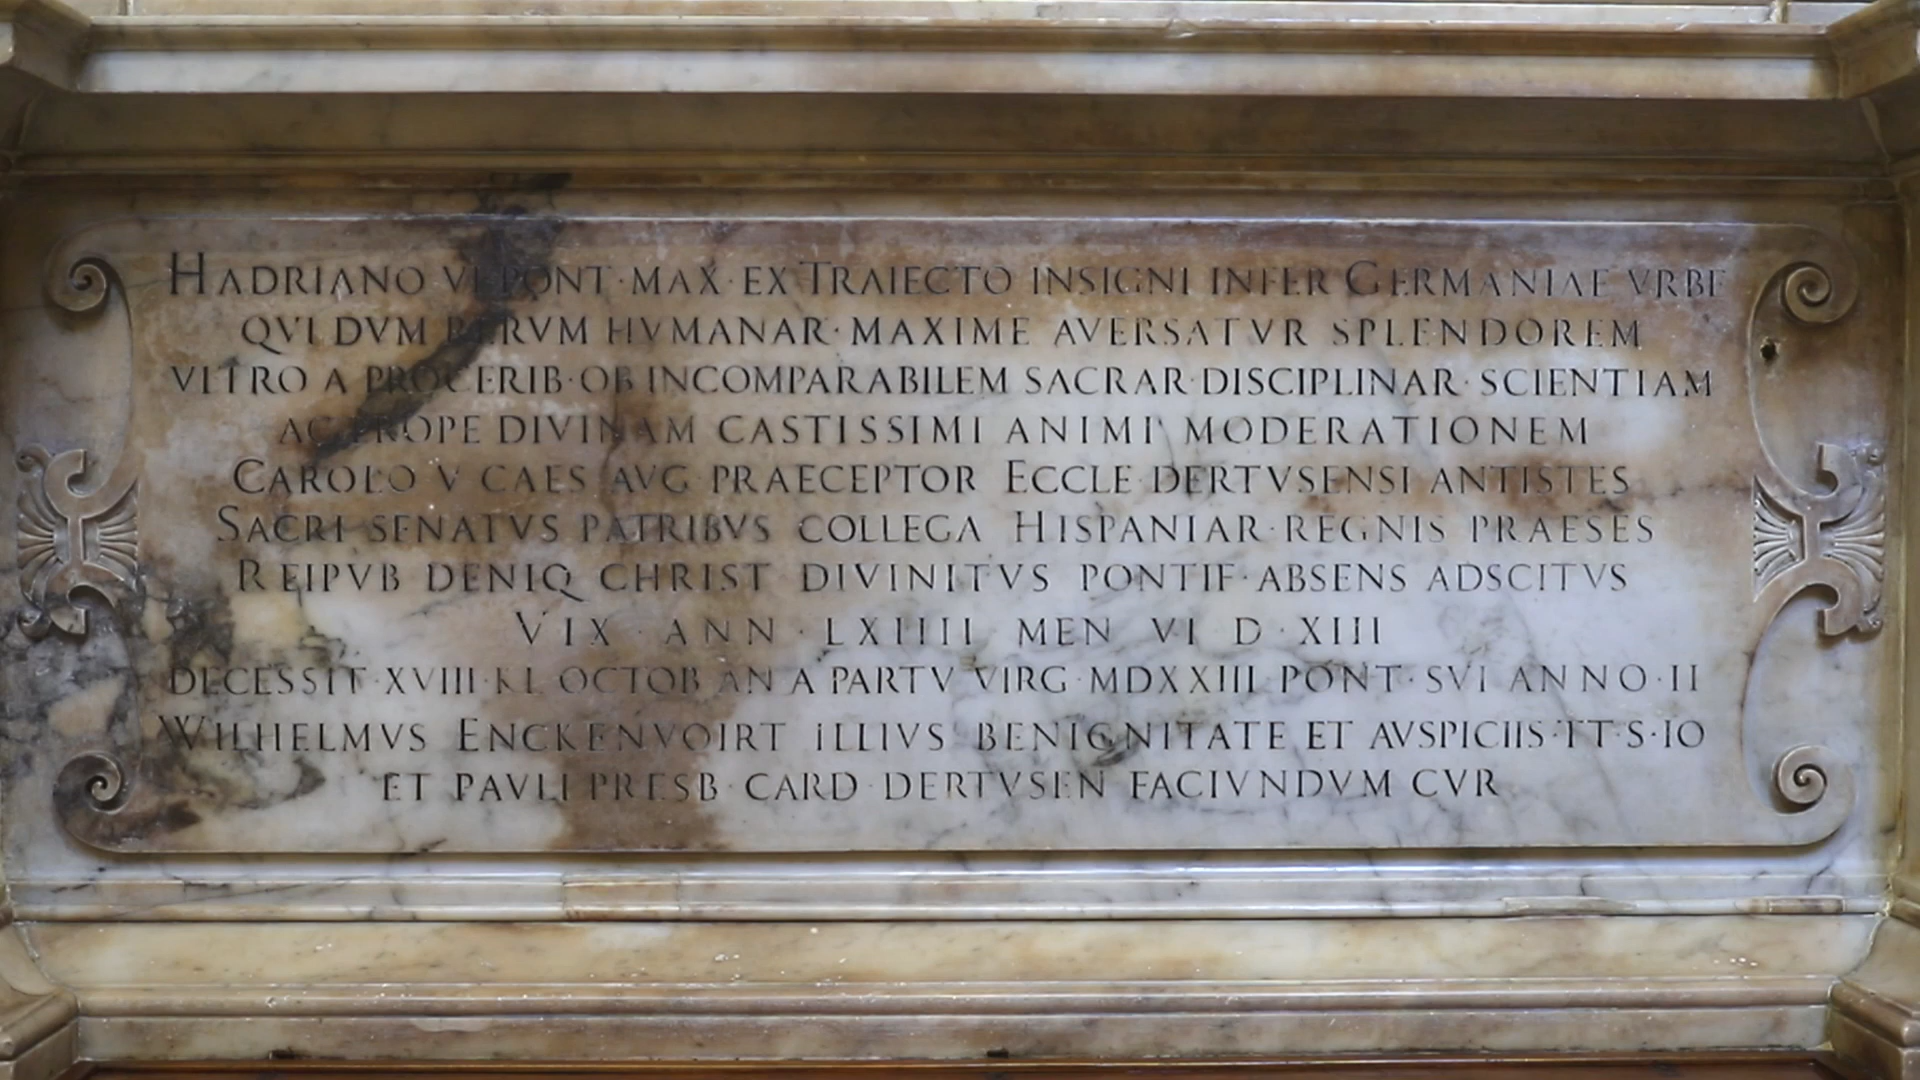 HADRIANO VI PONT·MAX·EX TRAIECTO INSIGNI INFER GERMANIAE VRBE
QVI DVM RERVM HVMANAR·MAXIME AVERSATVR SPLENDOREM
VLTRO A PROCERIB·OB INCOMPARABILEM SACRAR·DISCIPLINAR·SCIENTIAM
AC PROPE DIVINAM CASTISSIMI ANIMI MODERATIONEM
CAROLO V CAES AVG PRAECEPTOR ECCLE DERTVSENSI ANTISTES
SACRI SENATVS PATRIBVS COLLEGA HISPANIAR·REGNIS PRAESES
REIPVB DENIQ CHRIST DIVINITVS PONTIF·ABSENS ADSCITVS
VIX·ANN·LXIIIII MEN VI D·XIII
DECESSIT·XVIII·KL OCTOB AN A PARTV VIRG·MDXXIII PONT·SVI ANNO·II
WILHELMVS ENCKENVOIRT ILLIVS BENIGNITATE ET AVSPICIIS·TT·S·IO
ET PAVLI PRESB·CARD·DERTVSEN FACIVNDVM CVR